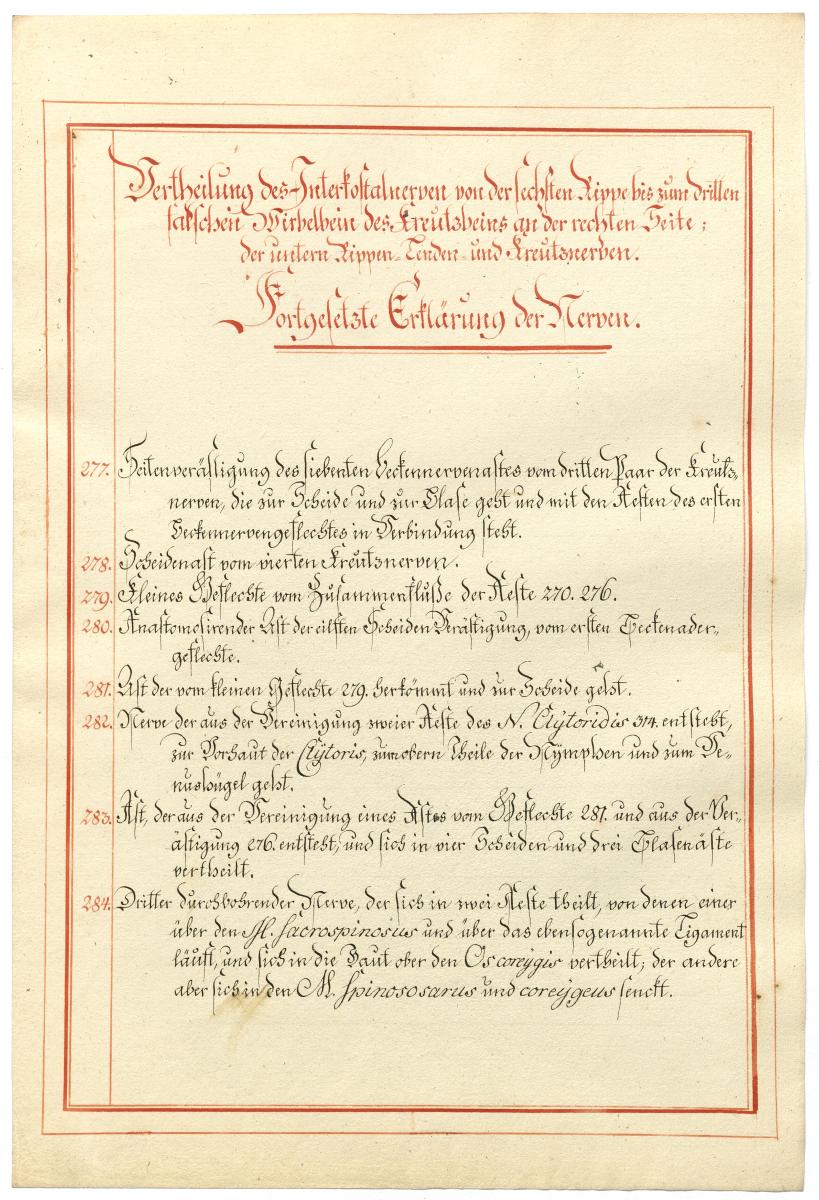 Vertheilung des Interkostalnerven von der sechsten Rippe bis zum dritten
falschen Wirbelbein des Kreutzbeins an der rechten Seite;
der untern Rippen- Lenden- und Kreutznerven.
Fortgesetzte Erklärung der Nerven.
277. Seitenverästigung des siebenten Beckennervenastes vom dritten Paar der Kreutz-
nerven, die zur Scheide und zur Blase geht und mit den Aesten des ersten
Beckennervengeflechtes in Verbindung steht.
278. Scheidenast vom vierten Kreutznerven.
279. Kleines Geflechte vom Zusammenfluße der Aeste 270. 276.
280. Anastomosirender Ast der eilften Scheiden Verästigung, vom ersten Beckenader-
geflechte.
281. Ast der vom kleinen Geflechte 279. herkömmt und zur Scheide geht.
282. Nerve der aus der Vereinigung zweier Aeste des N. Clytoridis 314. entsteht,
zur Vorhaut der Clÿtoris, zum obern Theile der Nymphen und zum Ve-
nushügel geht.
283. Ast, der aus der Vereinigung eines Astes vom Geflechte 281. und aus der Ver-
ästigung 276. entsteht, und sich in vier Scheiden und drei Blasenäste
vertheilt.
284. Dritter durchbohrender Nerve, der sich in zwei Aeste theilt, von denen einer
über den M. sacrospinosius und über das ebensogenannte Ligament
läuft, und sich in die Haut ober den Os coccÿgis vertheilt; der andere
aber sich in den M. Spinososacrus und coccÿgeus senckt.